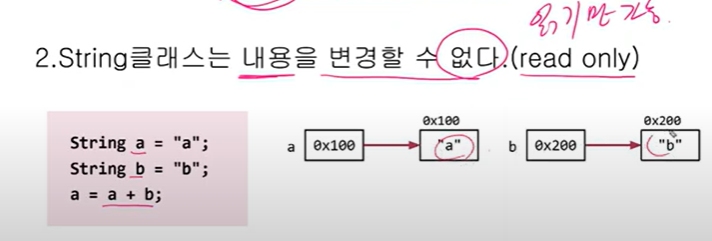 읽기만 가능.
2.String클래스는 내용을 변경할 수 없다.(read only)
0x100
0x200
String a = "a";
a
0x100
"a"
b
0x200
"b"
String b = "b";
a = a + b;